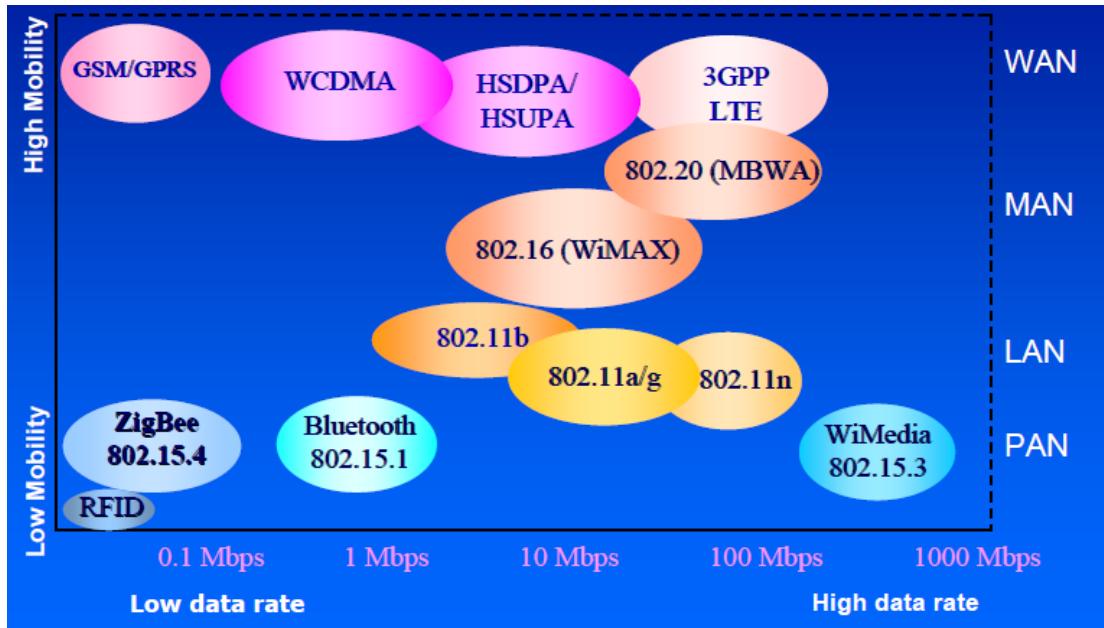 High Mobility
Low Mobility
GSM/GPRS
WCDMA
HSDPA/
HSUPA
3GPP
LTE
WAN
802.20 (MBWA)
MAN
802.16 (WiMAX)
802.11b
802.11a/g
802.11n
LAN
ZigBee
802.15.4
Bluetooth
802.15.1
WiMedia
802.15.3
PAN
RFID
0.1 Mbps
1 Mbps
10 Mbps
100 Mbps
1000 Mbps
Low data rate
High data rate